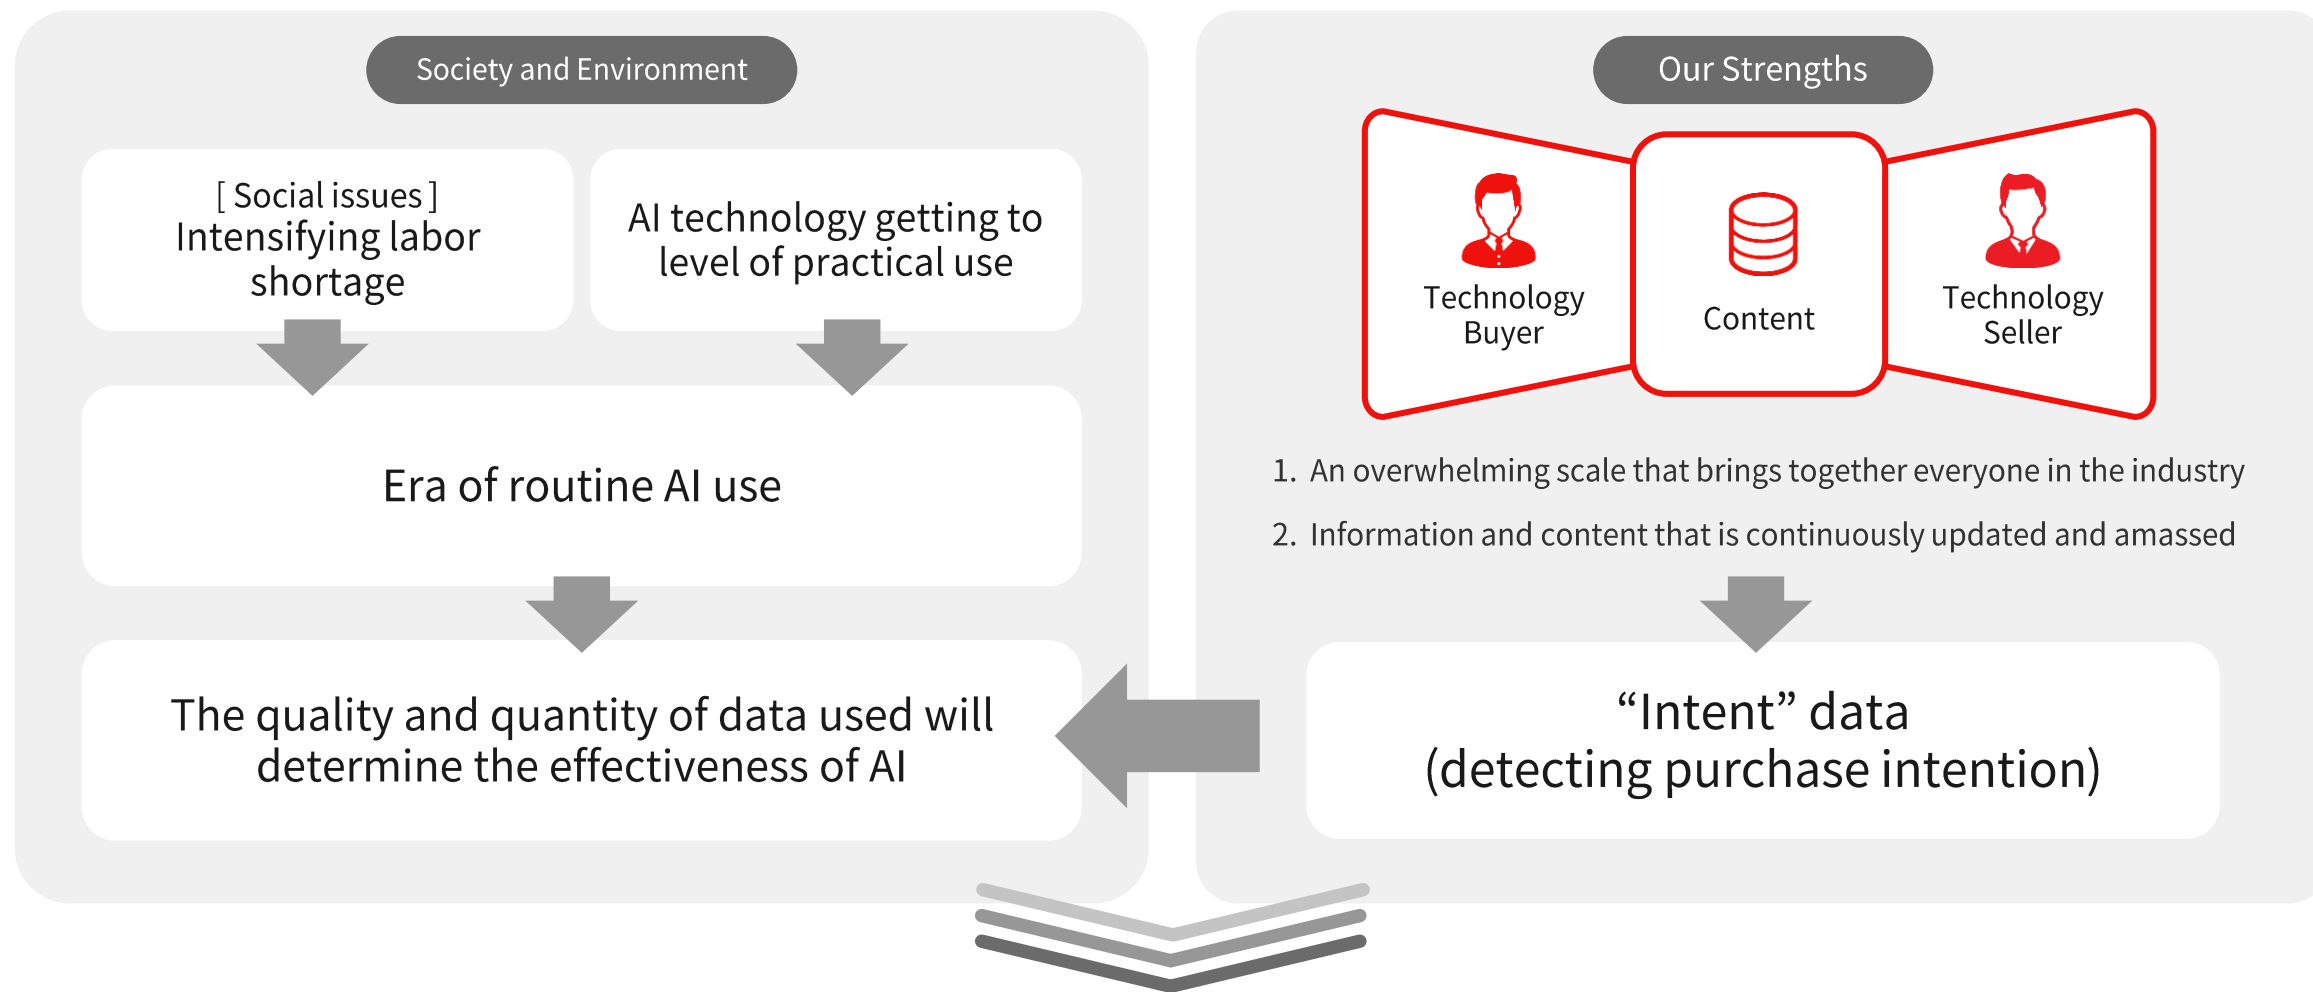 Society and Environment
[ Social issues ]
Intensifying labor
shortage
AI technology getting to
level of practical use
Era of routine AI use
The quality and quantity of data used will
determine the effectiveness of AI
Our Strengths
Technology
Buyer
Content
Technology
Seller
1. An overwhelming scale that brings together everyone in the industry
2. Information and content that is continuously updated and amassed
“Intent” data
(detecting purchase intention)